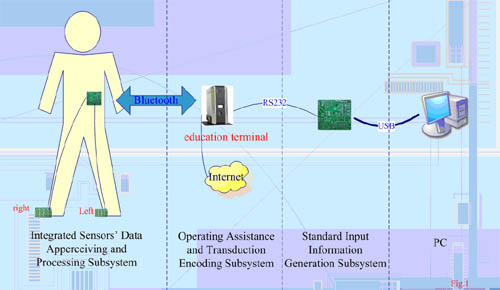 Bluetooth
RS232
USB
education terminal
Internet
right
Left
Integrated Sensors' Data
Apperceiving and
Processing Subsystem
Operating Assistance
and Transduction
Encoding Subsystem
Standard Input
Information
Generation Subsystem
PC
Fig.1